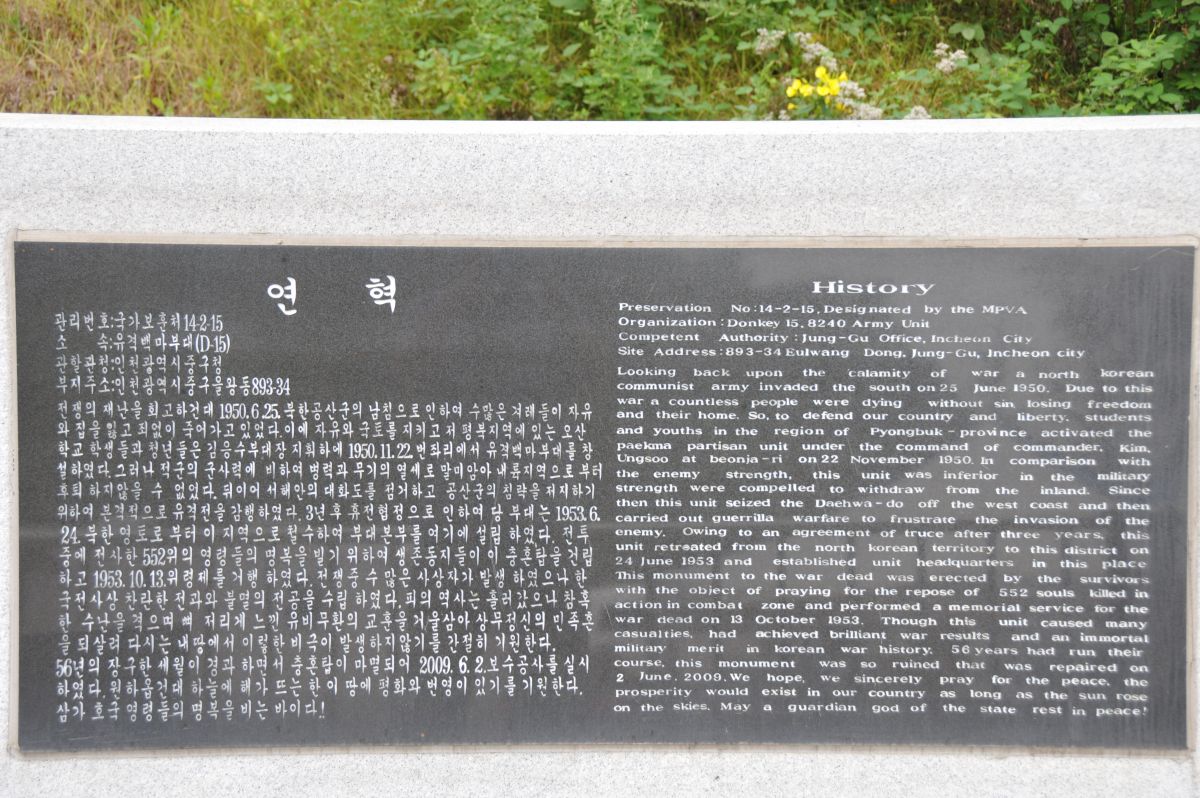 연 혁
관리번호:국가보훈처14-2-15
소 속:유격백마부대(D-15)
관할관청:인천광역시중구청
부지주소:인천광역시중구을왕동893-34
전쟁의 재난을 회고하건대 1950.6.25.북한공산군의 남침으로 인하여 수많은 겨레들이 자유
와 집을 잃고 죄없이 죽어가고 있었다. 이에 자유와 국토를 지키고저 평북지역에 있는 오산
학교 학생들과 청년들은 김응수부대장 지휘하에 1950.11.22.번화리에서 유격백마부대를 창
설하였다. 그러나 적군의 군사력에 비하여 병력과 무기의 열세로 말미암아 내륙지역으로 부터
후퇴 하지않을 수 없었다. 뒤이어 서해안의 대화도를 점거하고 공산군의 침략을 저지하기
위하여 본격적으로 유격전을 감행하였다. 3년후 휴전협정으로 인하여 당 부대는 1953.6.
24. 북한 영토로 부터 이 지역으로 철수하여 부대본부를 여기에 설립 하였다. 전투
중에 전사한 552위의 영령들의 명복을 빌기 위하여 생존동지들이 이 충혼탑을 건립
하고 1953.10.13.위령제를 거행 하였다. 전쟁중 수 많은 사상자가 발생 하였으나 한
국전사상 찬란한 전과와 불멸의 전공을 수립 하였다. 피의 역사는 흘러갔으나 참혹
한 수난을 겪으며 뼈 저리게 느낀 유비무환의 교훈을 거울삼아 상무정신의 민족혼
을 되살려 다시는 내 땅에서 이렇한 비극이 발생하지않기를 간절히 기원한다.
56년의 장구한 세월이 경과 하면서 충혼탑이 마멸되어 2009.6.2.보수공사를 실시
하였다. 원하옵건대 하늘에 해가 뜨는한 이 땅에 평화와 번영이 있기를 기원한다.
삼가 호국영령들의 명복을 비는 바이다!
History
Preservation No:14-2-15, Designated by the MPVA
Organization : Donkey 15, 8240 Army Unit
Competent Authority : Jung-Gu Office, Incheon City
Site Address : 893-34 Eulwang Dong, Jung-Gu, Incheon city
Looking back upon the calamity of war a north korean
communist army invaded the south on 25 June 1950. Due to this
war a countless people were dying without sin, losing freedom
and their home. So, to defend our country and liberty, students
and youths in the region of Pyongbuk-province activated the
paekma partisan unit under the command of commander, Kim,
Ungsoo at beonja-ri on 22 November 1950. In comparison with
the enemy strength, this unit was inferior in the military
strength were compelled to withdraw from the inland. Since
then this unit seized the Daehwa-do off the west coast and then
carried out guerrilla warfare to frustrate the invasion of the
enemy. Owing to an agreement of truce after three years, this
unit retreated from the north korean territory to this district on
24 June 1953 and established unit headquarters in this place
This monument to the war dead was erected by the survivors
with the object of praying for the repose of 552 souls killed in
action in combat zone and performed a memorial service for the
war dead on 13 October 1953. Though this unit caused many
casualties, had achieved brilliant war results and an immortal
military merit in korean war history. 56 years had run their
course, this monument was so ruined that was repaired on
2 June. 2009. We hope, we sincerely pray for the peace, the
prosperity would exist in our country as long as the sun rose
on the skies. May a guardian god of the state rest in peace!